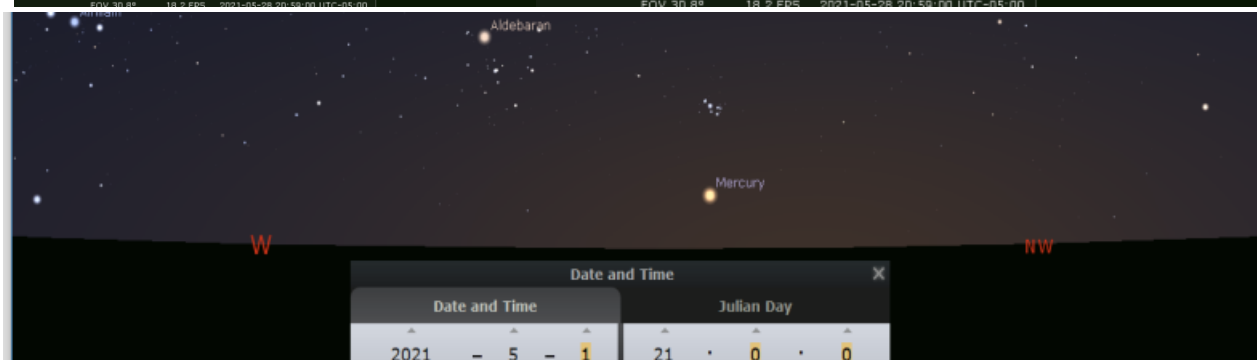 FOV 30.8° 18.2 FPS 2021-05-28 20:59:00 UTC-05:00 FOV 30.8° 18.2 FPS 2021-05-28 20:59:00 UTC-05:00
Aldebaran
Mercury
W NW
Date and Time
Date and Time Julian Day
2021 - 5 - 1 21 · 0 · 0